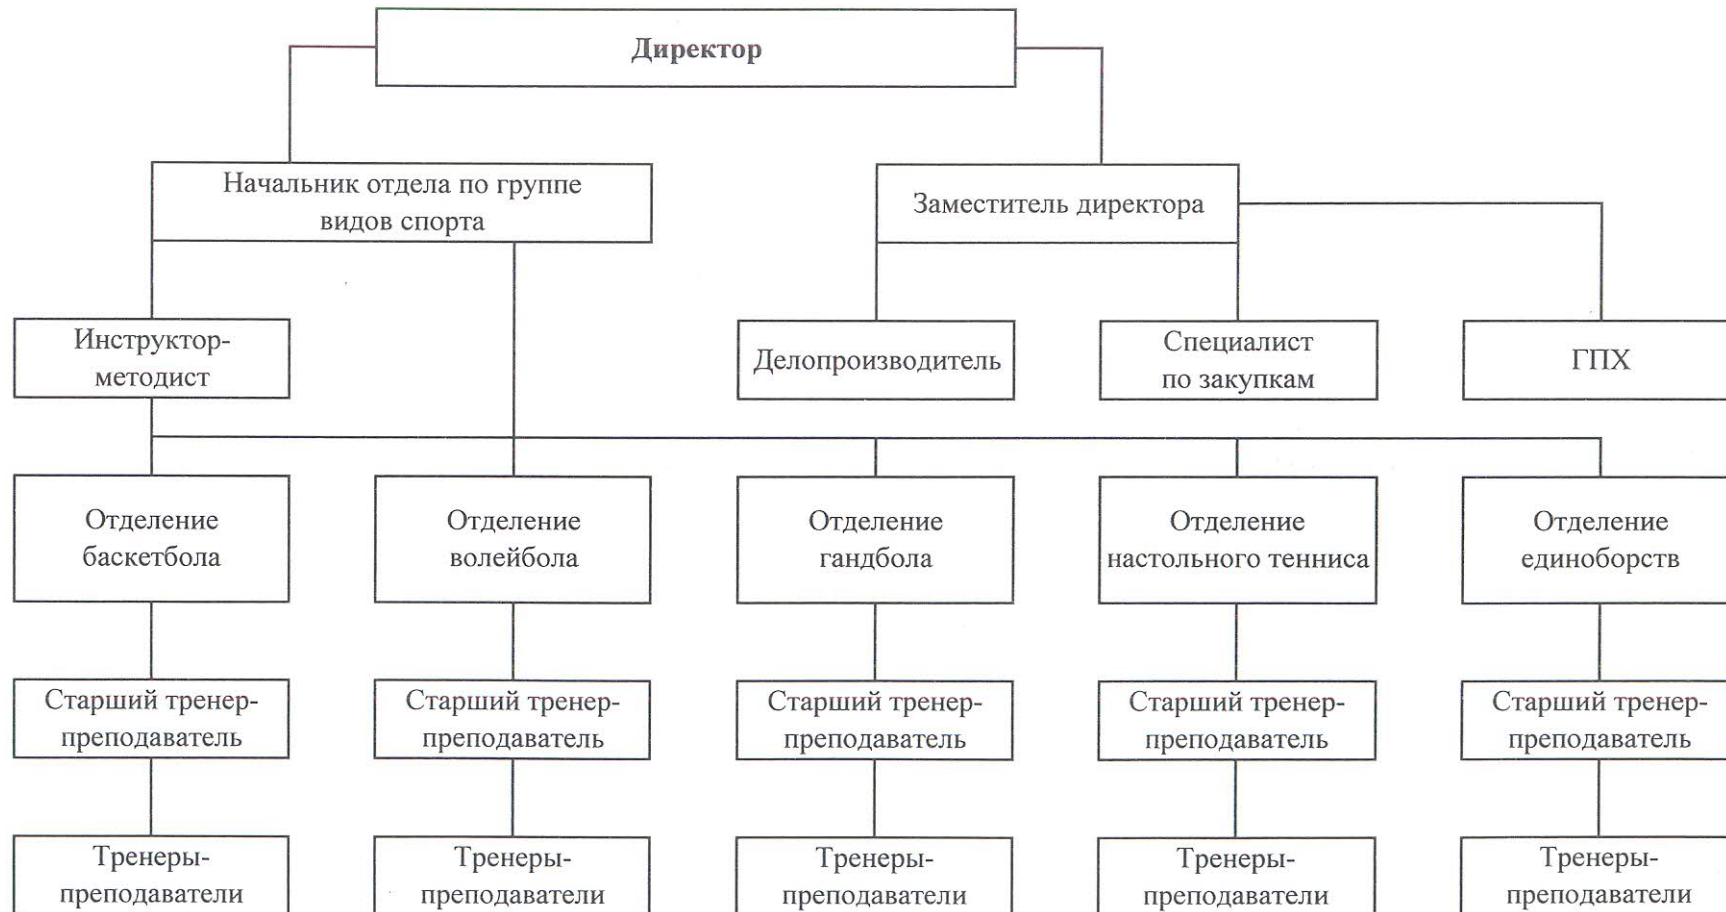 Директор
Начальник отдела по группе
видов спорта
Заместитель директора
Инструктор-
методист
Делопроизводитель
Специалист
по закупкам
ГПХ
Отделение
баскетбола
Отделение
волейбола
Отделение
гандбола
Отделение
настольного тенниса
Отделение
единоборств
Старший тренер-
преподаватель
Старший тренер-
преподаватель
Старший тренер-
преподаватель
Старший тренер-
преподаватель
Старший тренер-
преподаватель
Тренеры-
преподаватели
Тренеры-
преподаватели
Тренеры-
преподаватели
Тренеры-
преподаватели
Тренеры-
преподаватели